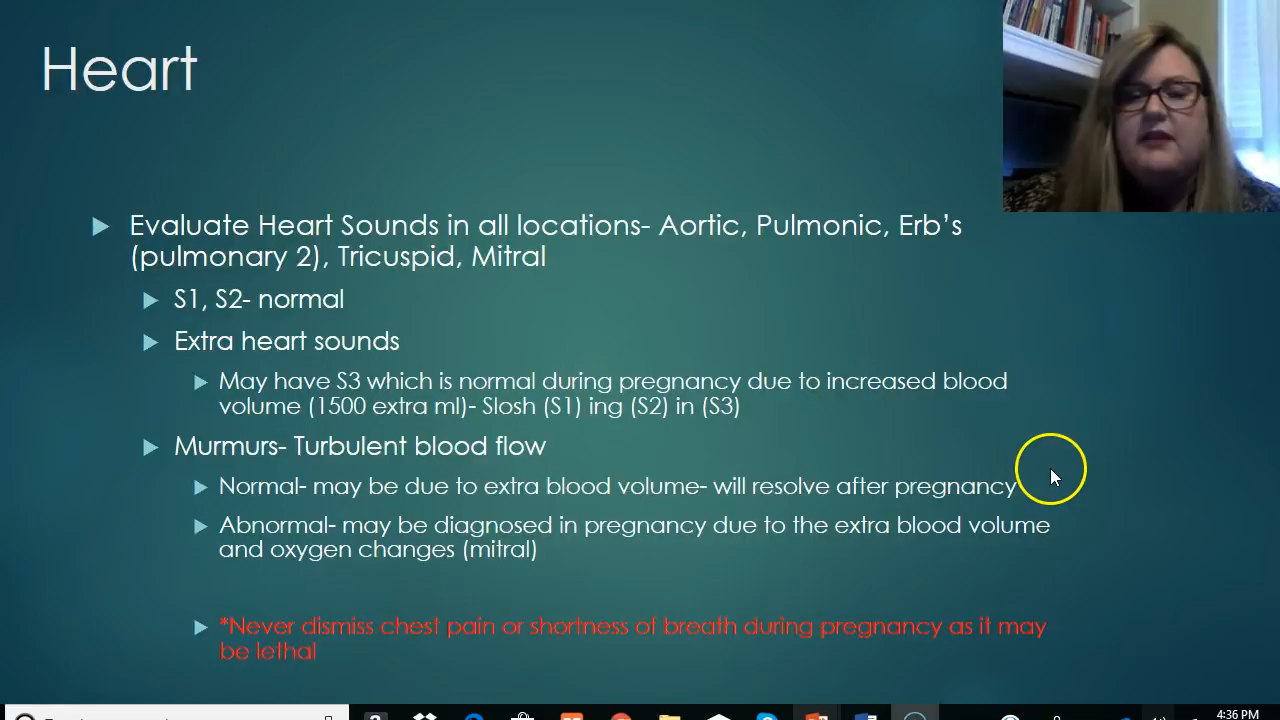 Heart
Evaluate Heart Sounds in all locations- Aortic, Pulmonic, Erb's
(pulmonary 2), Tricuspid, Mitral
S1, S2- normal
Extra heart sounds
May have S3 which is normal during pregnancy due to increased blood
volume (1500 extra ml)- Slosh (S1) ing (S2) in (S3)
Murmurs- Turbulent blood flow
Normal- may be due to extra blood volume- will resolve after pregnancy
Abnormal- may be diagnosed in pregnancy due to the extra blood volume
and oxygen changes (mitral)
*Never dismiss chest pain or shortness of breath during pregnancy as it may
be lethal
4:36 PM